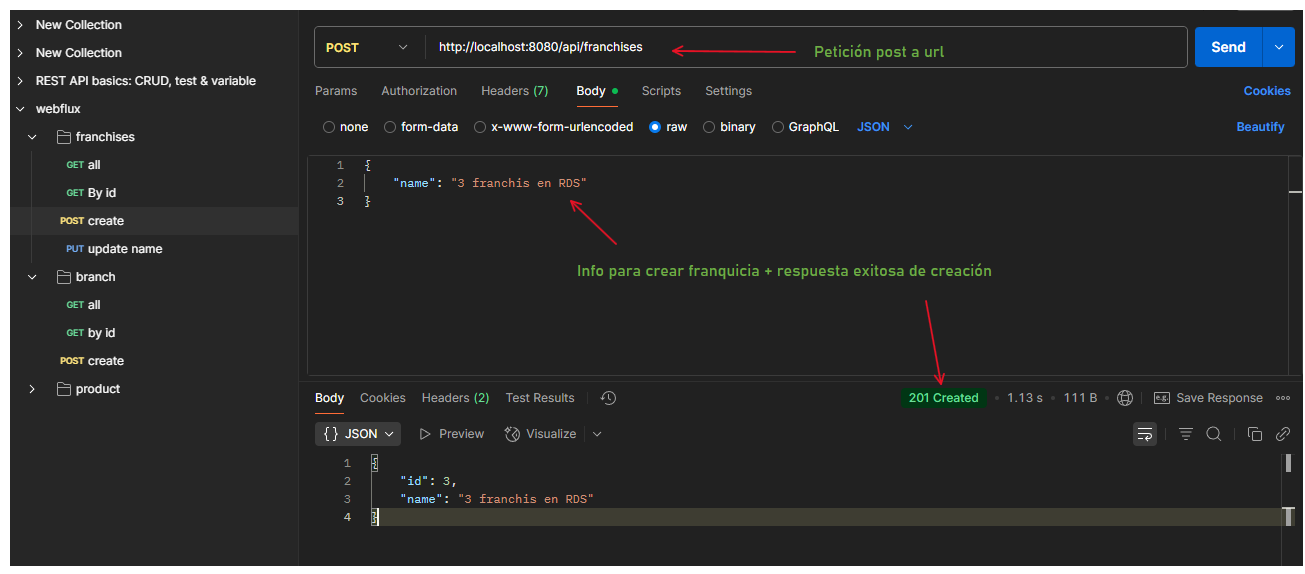 New Collection
New Collection
REST API basics: CRUD, test & variable
webflux
franchises
GET all
GET By id
POST create
PUT update name
branch
GET all
GET by id
POST create
product
POST http://localhost:8080/api/franchises Petición post a url Send
Params Authorization Headers (7) Body Scripts Settings Cookies
none form-data x-www-form-urlencoded raw binary GraphQL JSON Beautify
1 {
2 "name": "3 franchis en RDS"
3 }
Info para crear franquicia + respuesta exitosa de creación
Body Cookies Headers (2) Test Results 201 Created 1.13 s 111 B e.g. Save Response
{} JSON Preview Visualize
1 {
2 "id": 3,
3 "name": "3 franchis en RDS"
4 }